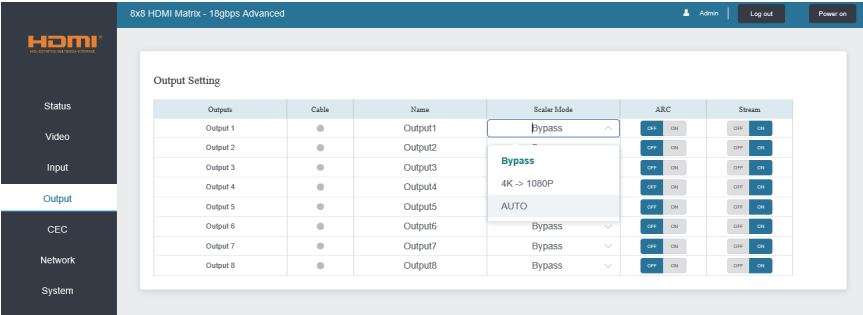 8x8 HDMI Matrix - 18gbps Advanced
Admin
Log out
Power on
HDMI
Output Setting
Status
Video
Input
Output
CEC
Network
System
Outputs Cable Name Scaler Mode ARC Stream
Output 1 Output1 Bypass OFF ON OFF ON
Output 2 Output2 OFF ON OFF ON
Output 3 Output3 OFF ON OFF ON
Output 4 Output4 OFF ON OFF ON
Output 5 Output5 OFF ON OFF ON
Output 6 Output6 Bypass OFF ON OFF ON
Output 7 Output7 Bypass OFF ON OFF ON
Output 8 Output8 Bypass OFF ON OFF ON
Bypass
4K -> 1080P
AUTO